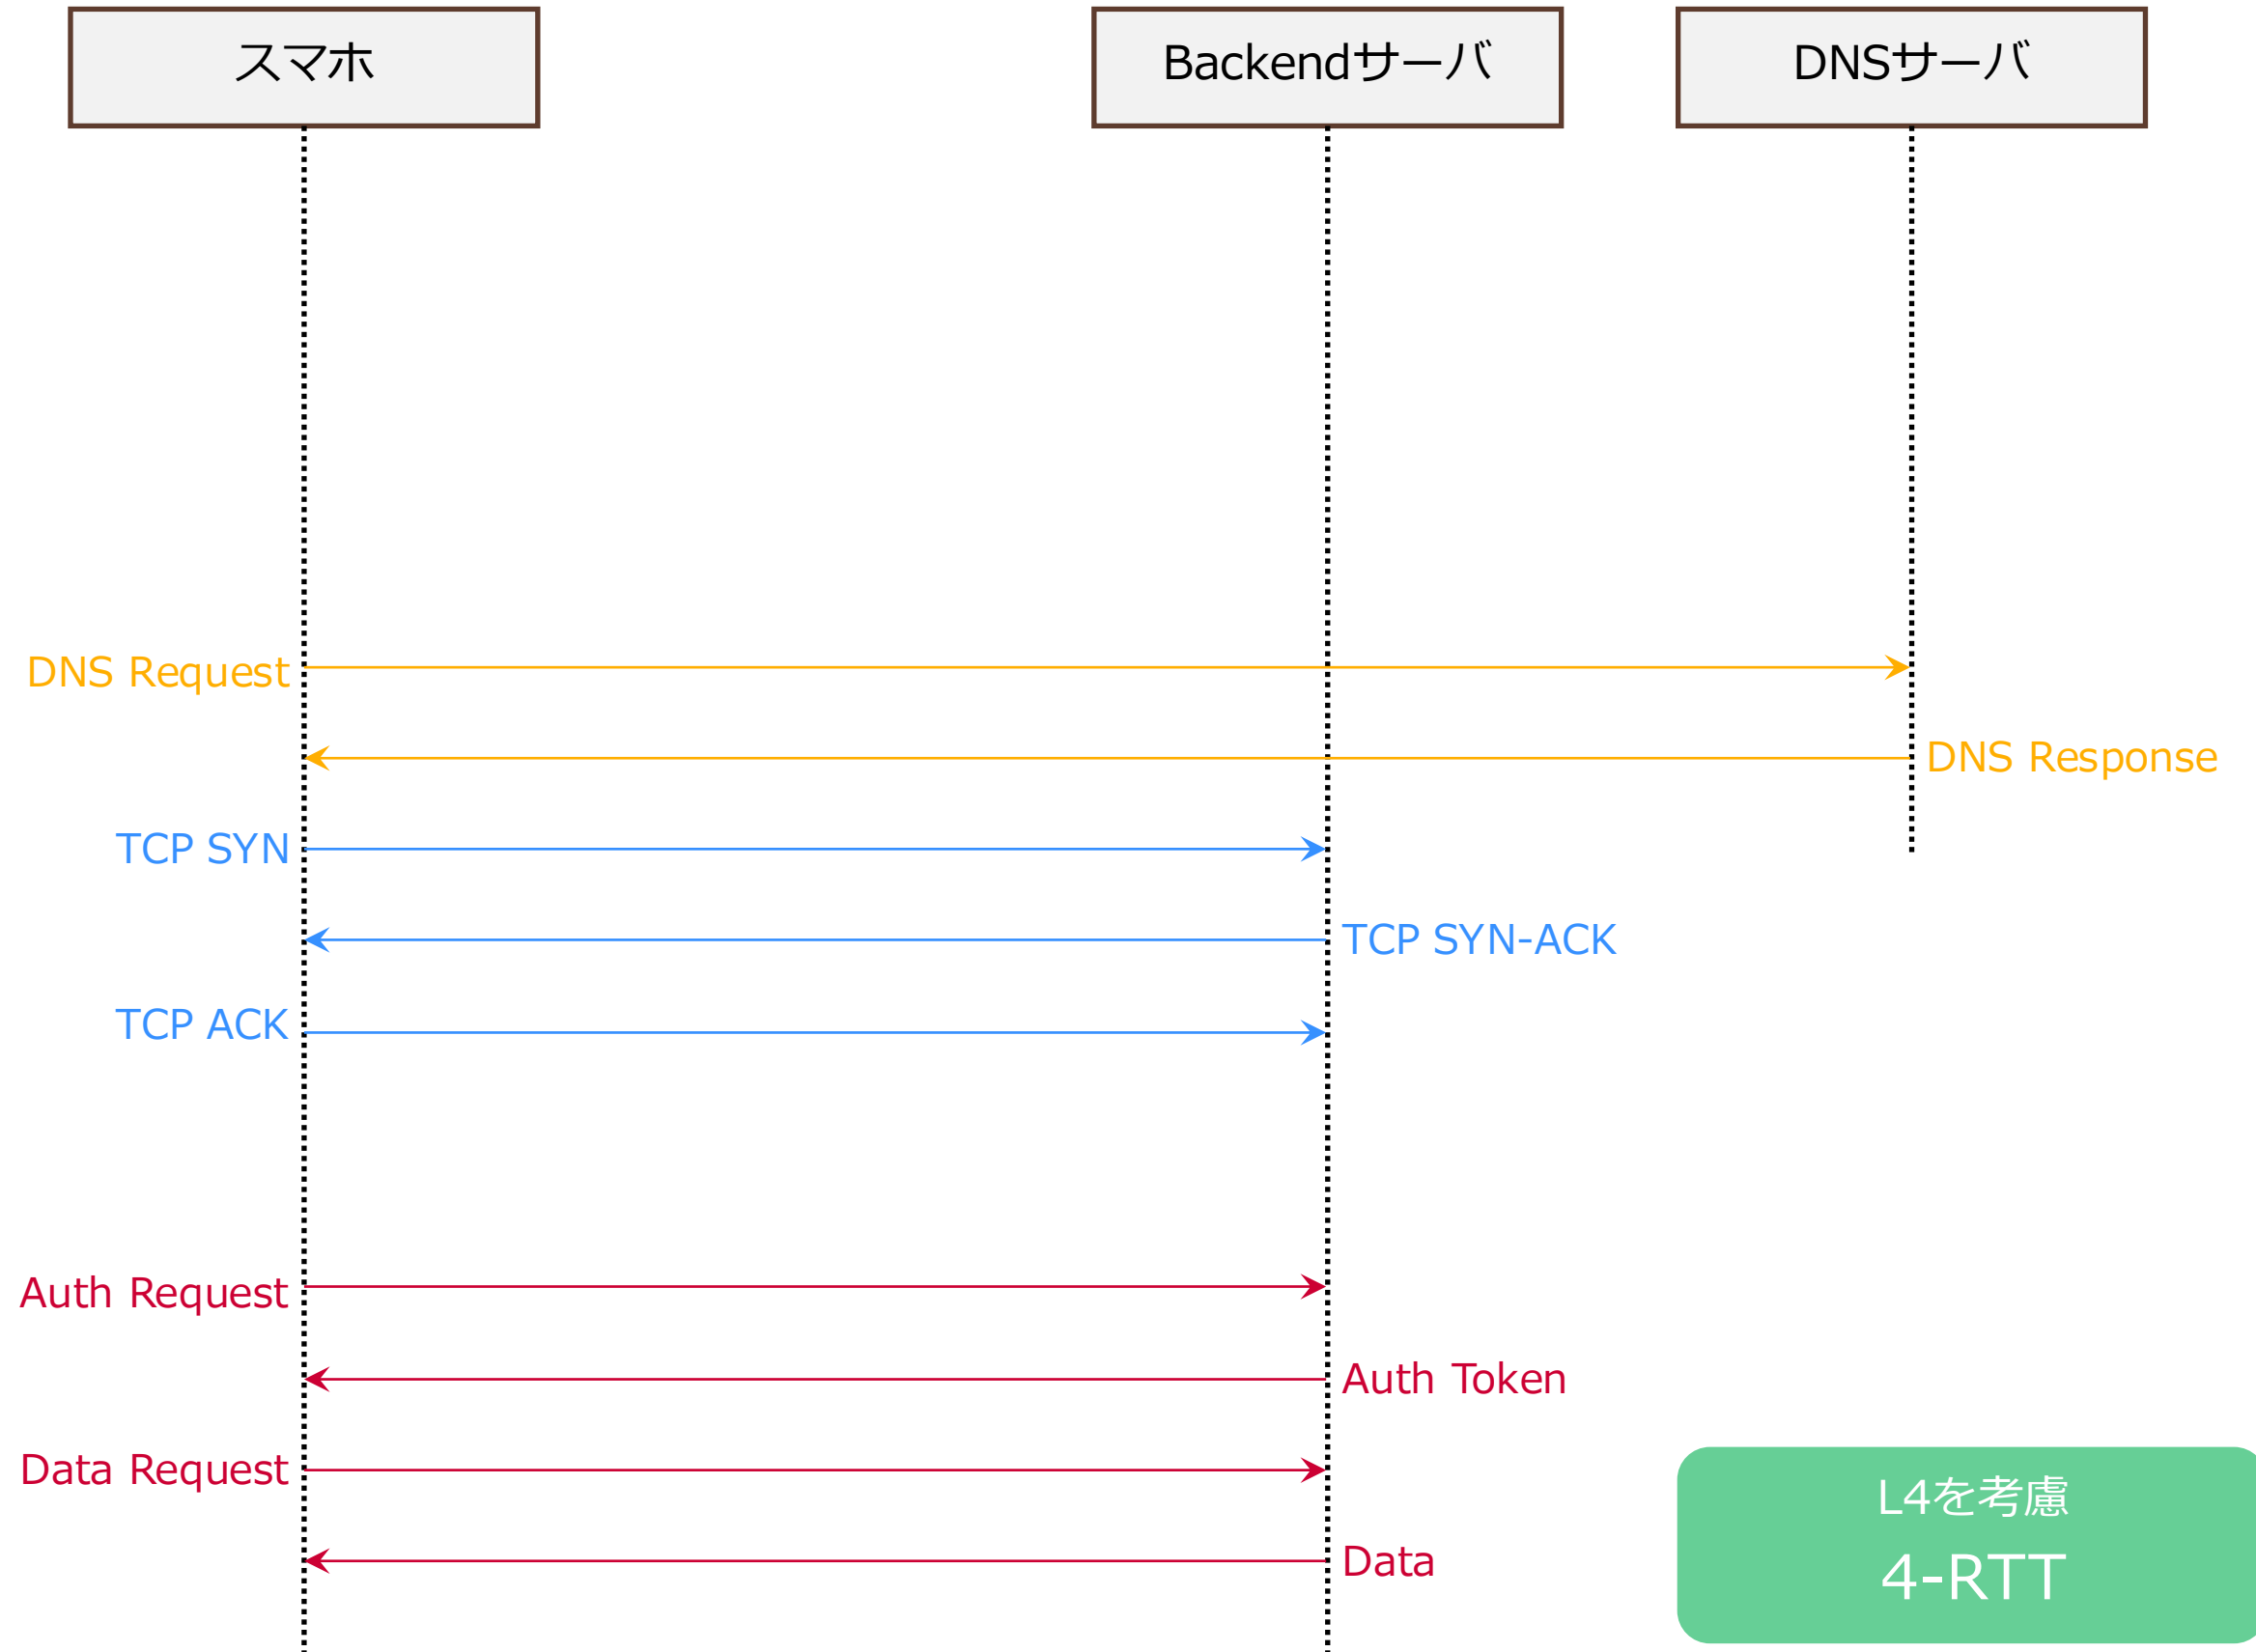 スマホ
Backendサーバ
DNSサーバ
DNS Request
DNS Response
TCP SYN
TCP SYN-ACK
TCP ACK
Auth Request
Auth Token
Data Request
Data
L4を考慮
4-RTT